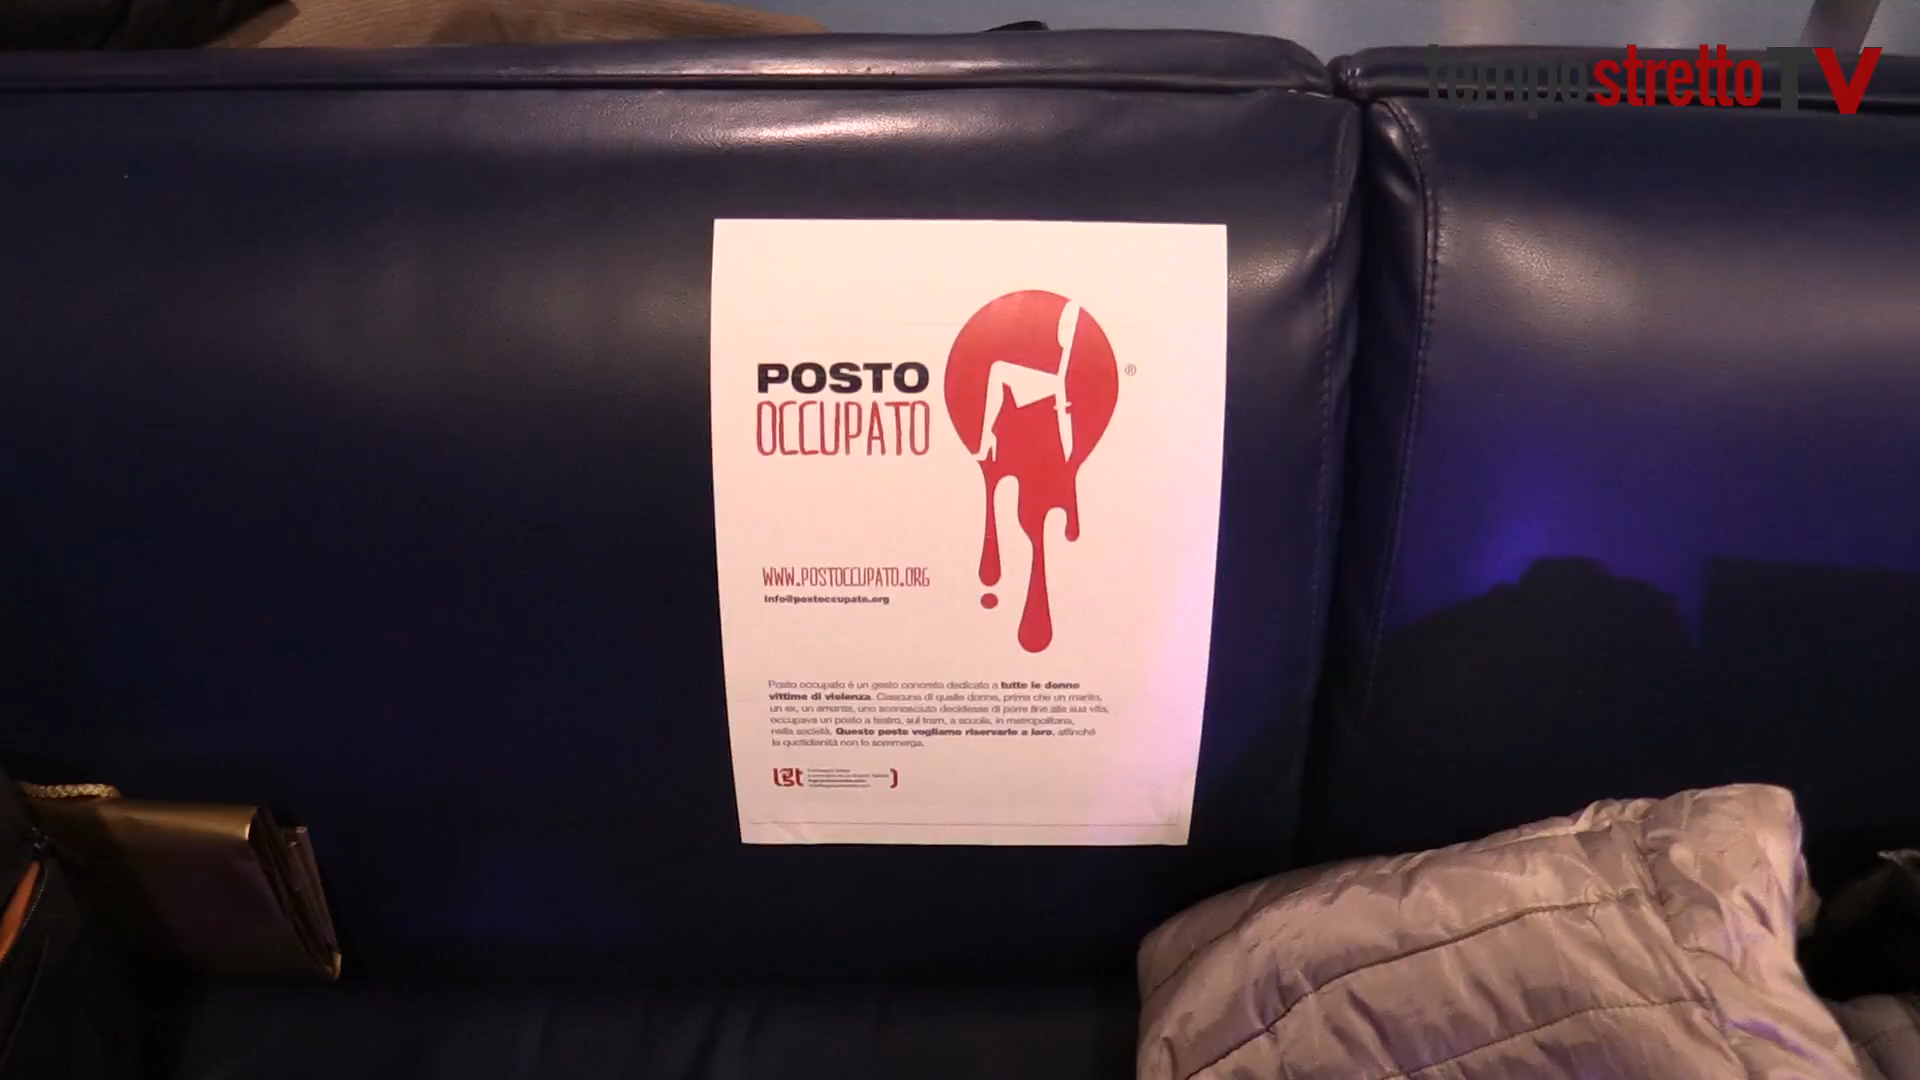 tempostrettoTV
POSTO
OCCUPATO
®
WWW.POSTOCCUPATO.ORG
info@postoccupato.org
Posto occupato è un gesto concreto dedicato a tutte le donne
vittime di violenza. Ciascuna di quelle donne, prima che un marito,
un ex, un amante, uno sconosciuto decidesse di porre fine alla sua vita,
occupava un posto a teatro, sul tram, a scuola, in metropolitana,
nella società. Questo posto vogliamo riservarlo a loro, affinché
la quotidianità non lo sommerga.